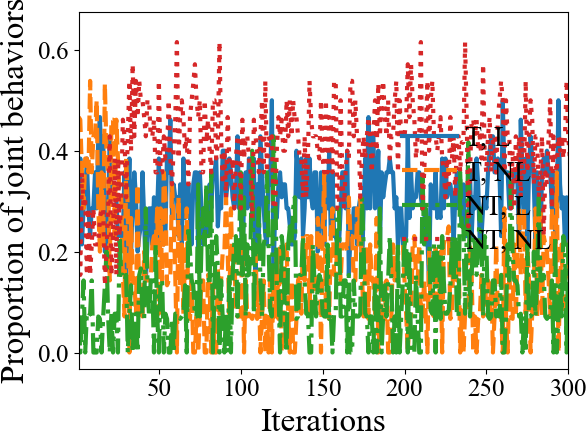 Proportion of joint behaviors
0.6
0.4
0.2
0.0
T, L
T, NL
NT, L
NT, NL
50
100
150
200
250
300
Iterations